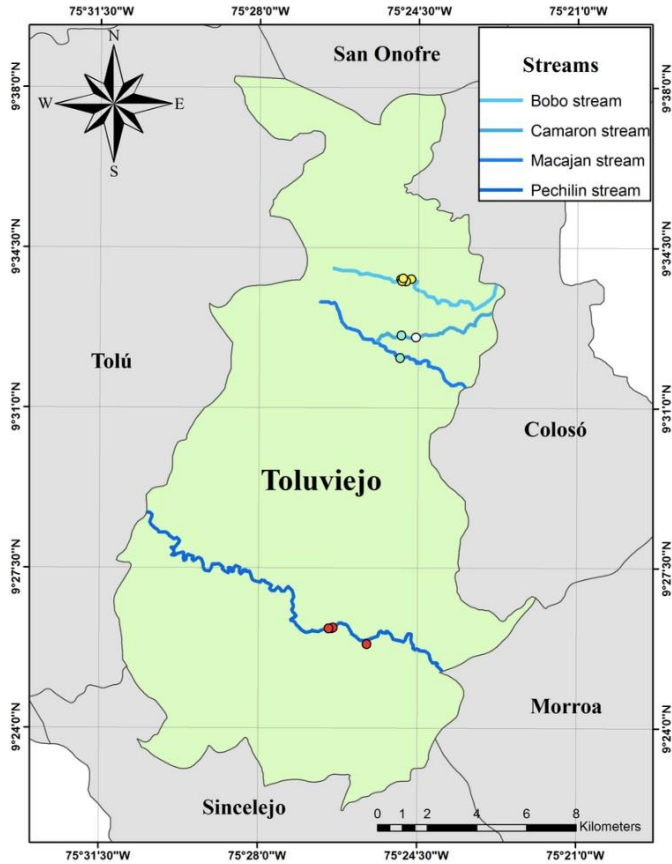 75°31'30"W 75°28'0"W 75°24'30"W 75°21'0"W
San Onofre
N
W E
S
Streams
Bobo stream
Camaron stream
Macajan stream
Pechilin stream
9°38'0"N 9°38'0"N
9°34'30"N 9°34'30"N
Tolú
9°31'0"N 9°31'0"N
Colosó
Toluviejo
9°27'30"N 9°27'30"N
Morroa
9°24'0"N 9°24'0"N
Sincelejo
0 1 2 4 6 8
Kilometers
75°31'30"W 75°28'0"W 75°24'30"W 75°21'0"W